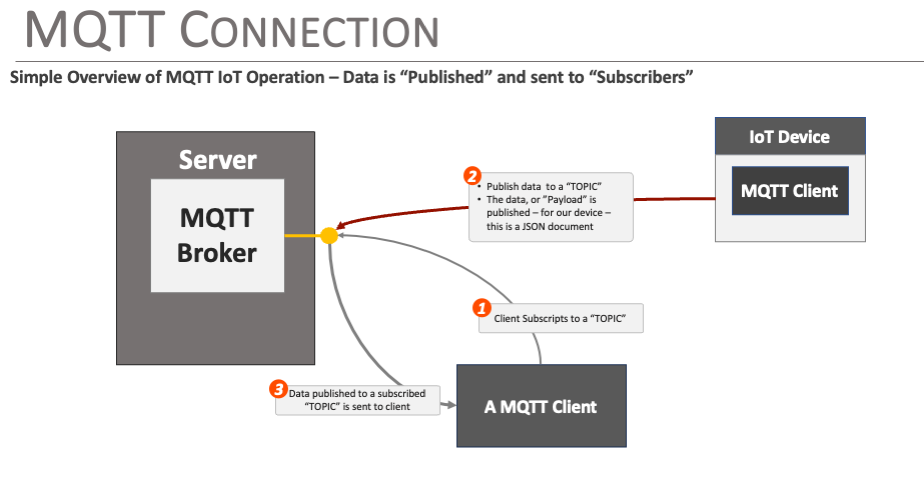 MQTT CONNECTION
Simple Overview of MQTT IoT Operation – Data is “Published” and sent to “Subscribers”
IoT Device
MQTT Client
Server
MQTT
Broker
2
• Publish data to a “TOPIC”
• The data, or “Payload” is
published – for our device –
this is a JSON document
1
Client Subscripts to a “TOPIC”
3
Data published to a subscribed
“TOPIC” is sent to client
A MQTT Client